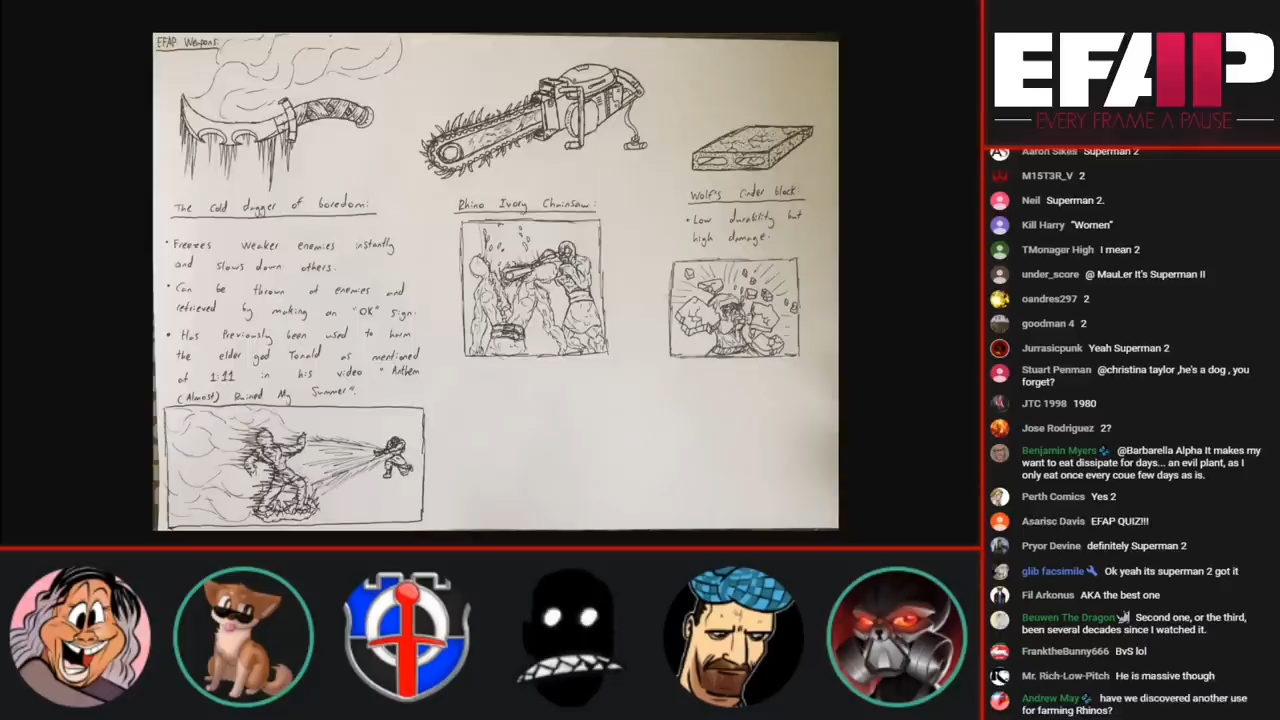 EFAP Weapons:
The cold dagger of boredom:
• Freezes weaker enemies instantly
and slows down others.
• Can be thrown at enemies and
retrieved by making an "OK" sign.
• Has Previously been used to harm
the elder god Tonald as mentioned
at 1:11 in his video "Anthem
(Almost) Ruined My Summer".
Rhino Ivory Chainsaw:
Wolf's Cinder block:
• Low durability but
high damage.
EFAP
EVERY FRAME A PAUSE
Aaron Sikes Superman 2
M15T3R_V 2
Neil Superman 2.
Kill Harry “Women”
TMonager High I mean 2
under_score @ MauLer It's Superman II
oandres297 2
goodman 4 2
Jurrasicpunk Yeah Superman 2
Stuart Penman @christina taylor ,he's a dog , you
forget?
JTC 1998 1980
Jose Rodriguez 2?
Benjamin Myers @Barbarella Alpha It makes my
want to eat dissipate for days... an evil plant, as I
only eat once every coue few days as is.
Perth Comics Yes 2
Asarisc Davis EFAP QUIZ!!!
Pryor Devine definitely Superman 2
glib facsimile Ok yeah its superman 2 got it
Fil Arkonus AKA the best one
Beuwen The Dragon Second one, or the third,
been several decades since I watched it.
FranktheBunny666 BvS lol
Mr. Rich-Low-Pitch He is massive though
Andrew May have we discovered another use
for farming Rhinos?